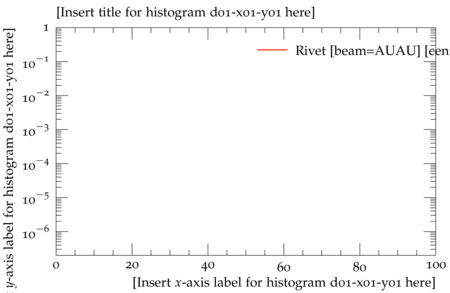 [Insert title for histogram d01-x01-y01 here]
1
10^-1
10^-2
10^-3
10^-4
10^-5
10^-6
Rivet [beam=AUAU] [cen
y-axis label for histogram d01-x01-y01 here]
0 20 40 60 80 100
[Insert x-axis label for histogram d01-x01-y01 here]